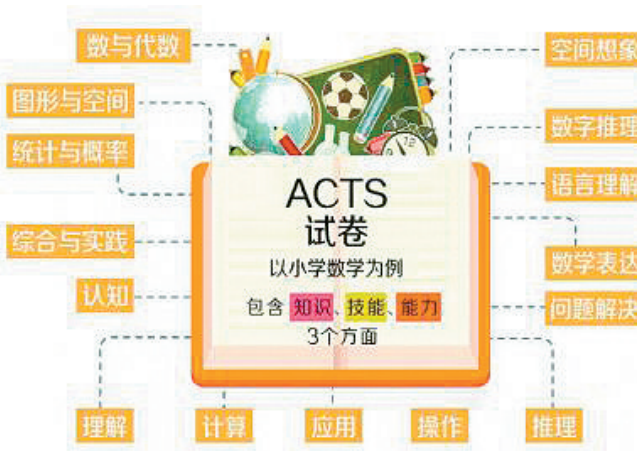 数与代数
空间想象
图形与空间
数字推理
统计与概率
语言理解
综合与实践
数学表达
认知
问题解决
ACTS
试卷
以小学数学为例
包含 知识、技能、能力
3个方面
理解
计算
应用
操作
推理